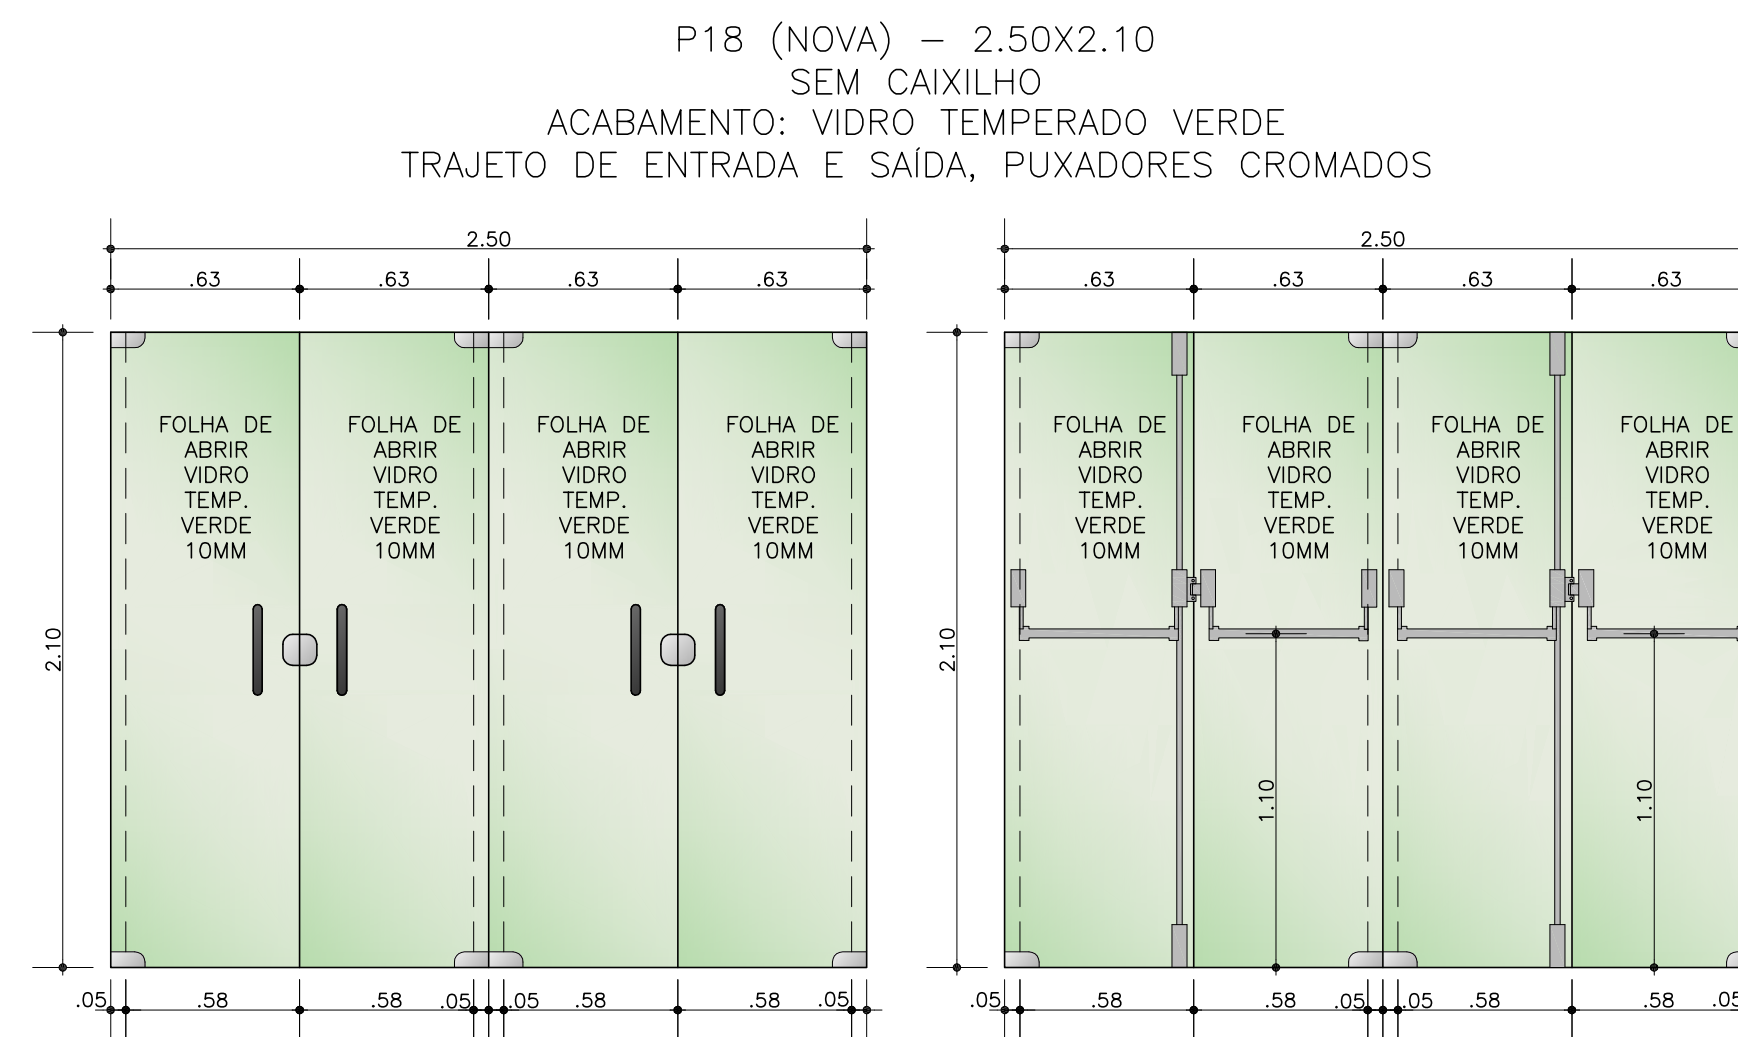 P18 (NOVA) – 2.50X2.10
SEM CAIXILHO
ACABAMENTO: VIDRO TEMPERADO VERDE
TRAJETO DE ENTRADA E SAÍDA, PUXADORES CROMADOS
2.50
.63 .63 .63 .63
2.10
FOLHA DE
ABRIR
VIDRO
TEMP.
VERDE
10MM
FOLHA DE
ABRIR
VIDRO
TEMP.
VERDE
10MM
FOLHA DE
ABRIR
VIDRO
TEMP.
VERDE
10MM
FOLHA DE
ABRIR
VIDRO
TEMP.
VERDE
10MM
.05 .58 .58 .05 .05 .58 .58 .05
2.50
.63 .63 .63 .63
2.10
FOLHA DE
ABRIR
VIDRO
TEMP.
VERDE
10MM
FOLHA DE
ABRIR
VIDRO
TEMP.
VERDE
10MM
FOLHA DE
ABRIR
VIDRO
TEMP.
VERDE
10MM
FOLHA DE
ABRIR
VIDRO
TEMP.
VERDE
10MM
1.10
1.10
.05 .58 .58 .05 .05 .58 .58 .05